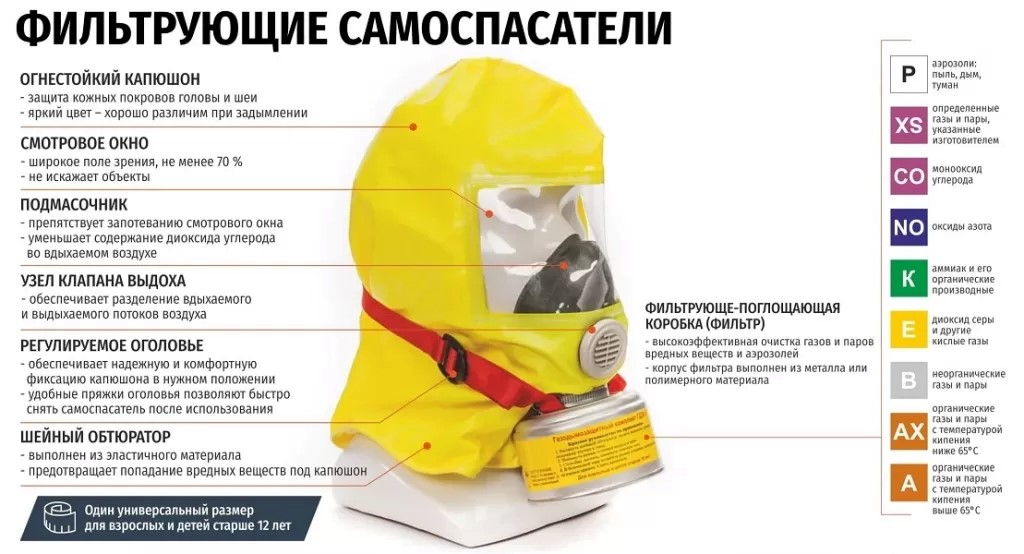 ФИЛЬТРУЮЩИЕ САМОСПАСАТЕЛИ
ОГНЕСТОЙКИЙ КАПЮШОН
- защита кожных покровов головы и шеи
- яркий цвет – хорошо различим при задымлении
СМОТРОВОЕ ОКНО
- широкое поле зрения, не менее 70 %
- не искажает объекты
ПОДМАСОЧНИК
- препятствует запотеванию смотрового окна
- уменьшает содержание диоксида углерода
во вдыхаемом воздухе
УЗЕЛ КЛАПАНА ВЫДОХА
- обеспечивает разделение вдыхаемого
и выдыхаемого потоков воздуха
РЕГУЛИРУЕМОЕ ОГОЛОВЬЕ
- обеспечивает надежную и комфортную
фиксацию капюшона в нужном положении
- удобные пряжки оголовья позволяют быстро
снять самоспасатель после использования
ШЕЙНЫЙ ОБТЮРАТОР
- выполнен из эластичного материала
- предотвращает попадание вредных веществ под капюшон
Один универсальный размер
для взрослых и детей старше 12 лет
ФИЛЬТРУЮЩЕ-ПОГЛОЩАЮЩАЯ
КОРОБКА (ФИЛЬТР)
- высокоэффективная очистка газов и паров
вредных веществ и аэрозолей
- корпус фильтра выполнен из металла или
полимерного материала
Газодымозащитный комплект
P
аэрозоли:
пыль, дым,
туман
XS
определенные
газы и пары,
указанные
изготовителем
CO
монооксид
углерода
NO
оксиды азота
K
аммиак и его
органические
производные
E
диоксид серы
и другие
кислые газы
B
неорганические
газы и пары
AX
органические
газы и пары
с температурой
кипения
ниже 65°C
A
органические
газы и пары
с температурой
кипения
выше 65°C